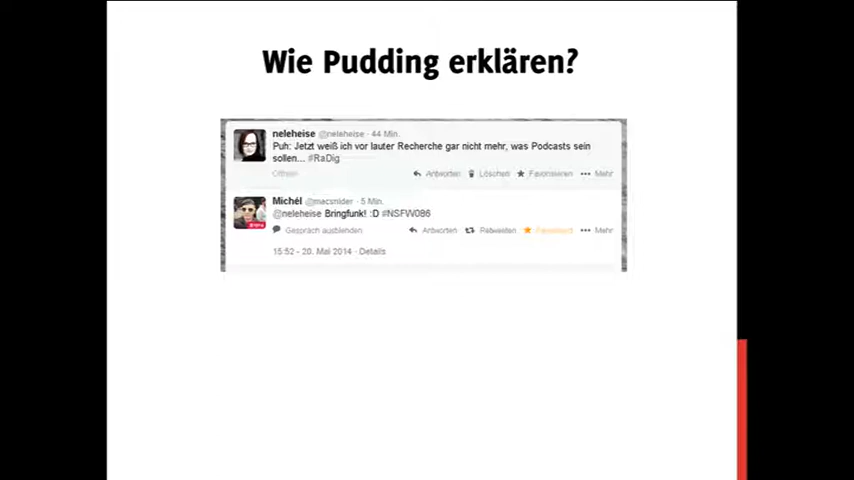 Wie Pudding erklären?
neleheise @neleheise · 44 Min.
Puh: Jetzt weiß ich vor lauter Recherche gar nicht mehr, was Podcasts sein
sollen... #RaDig
Öffnen Antworten Löschen Favorisieren Mehr
Michél @macsnider · 5 Min.
@neleheise Bringfunk! :D #NSFW086
Gespräch ausblenden Antworten Retweeten Favorisiert Mehr
15:52 - 20. Mai 2014 · Details